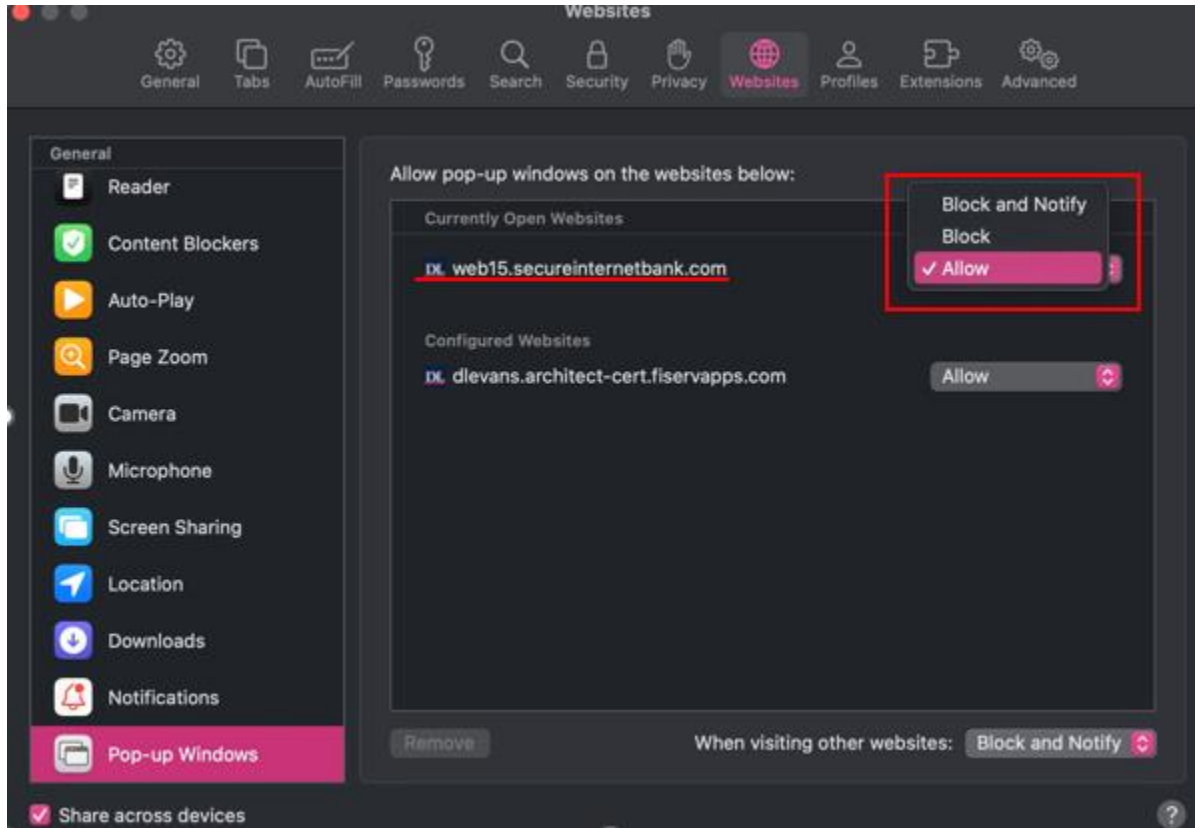 Websites
General
Tabs
AutoFill
Passwords
Search
Security
Privacy
Websites
Profiles
Extensions
Advanced
General
Reader
Content Blockers
Auto-Play
Page Zoom
Camera
Microphone
Screen Sharing
Location
Downloads
Notifications
Pop-up Windows
Share across devices
Allow pop-up windows on the websites below:
Currently Open Websites
DL web15.secureinternetbank.com
Block and Notify
Block
✓ Allow
Configured Websites
DL dlevans.architect-cert.fiservapps.com
Allow
Remove
When visiting other websites: Block and Notify
?